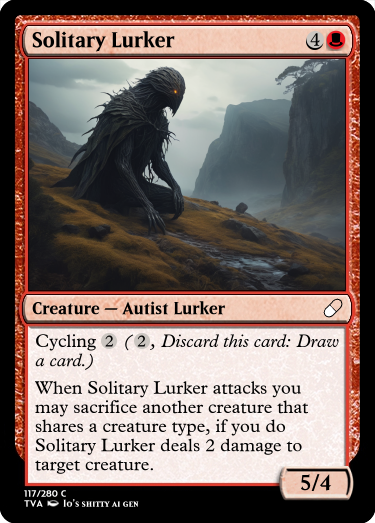 Solitary Lurker 4
Creature — Autist Lurker
Cycling 2 ( 2, Discard this card: Draw
a card.)
When Solitary Lurker attacks you
may sacrifice another creature that
shares a creature type, if you do
Solitary Lurker deals 2 damage to
target creature.
5/4
117/280 C
TVA Io's shitty ai gen